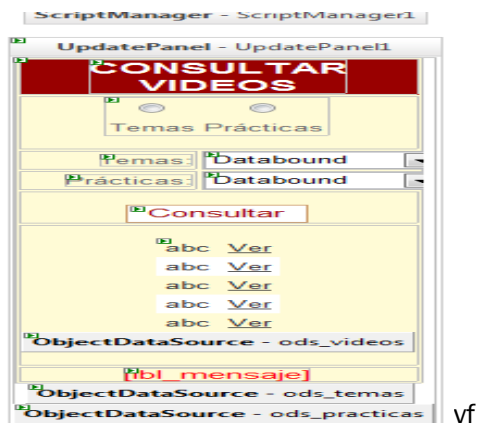 ScriptManager - ScriptManager1
UpdatePanel - UpdatePanel1
CONSULTAR
VIDEOS
Temas Prácticas
Temas: Databound
Prácticas: Databound
Consultar
abc Ver
abc Ver
abc Ver
abc Ver
abc Ver
ObjectDataSource - ods_videos
[lbl_mensaje]
ObjectDataSource - ods_temas
ObjectDataSource - ods_practicas vf